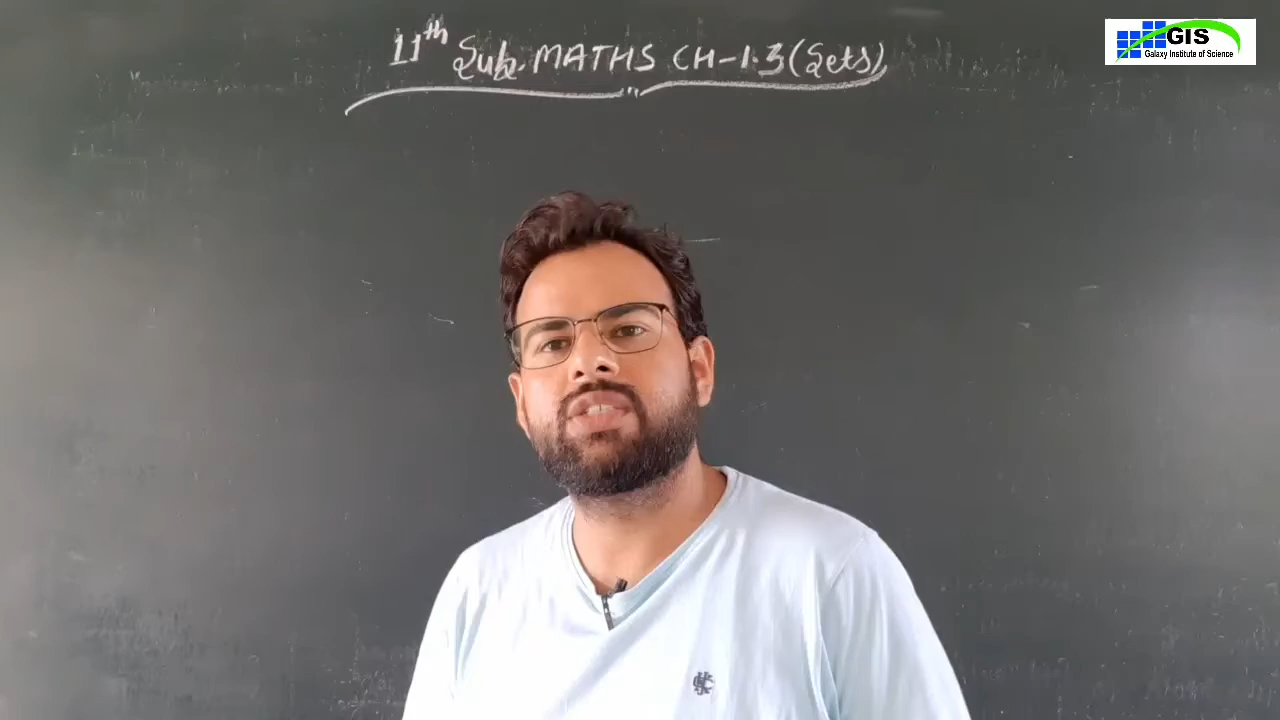 11th Sub. MATHS CH-1.3 (Sets)
GIS
Galaxy Institute of Science